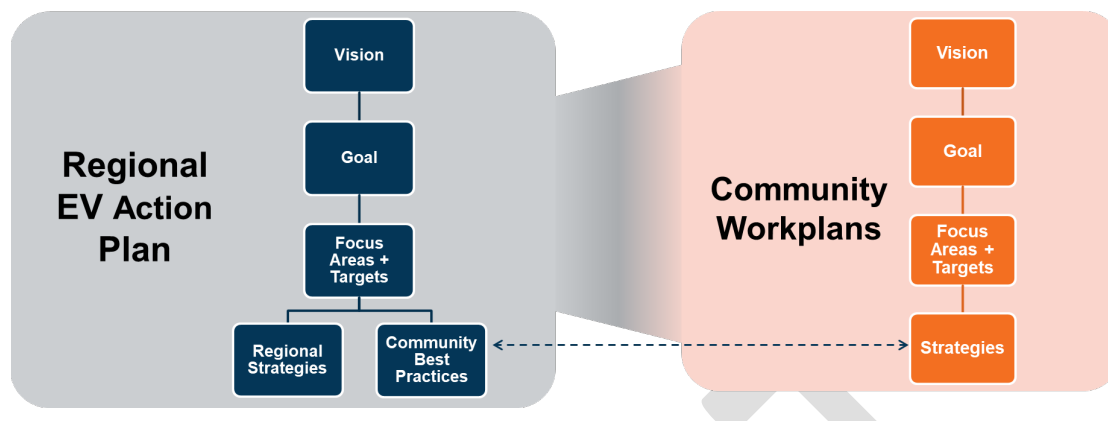 Regional
EV Action
Plan
Vision
Goal
Focus
Areas +
Targets
Regional
Strategies
Community
Best
Practices
Community
Workplans
Vision
Goal
Focus
Areas +
Targets
Strategies